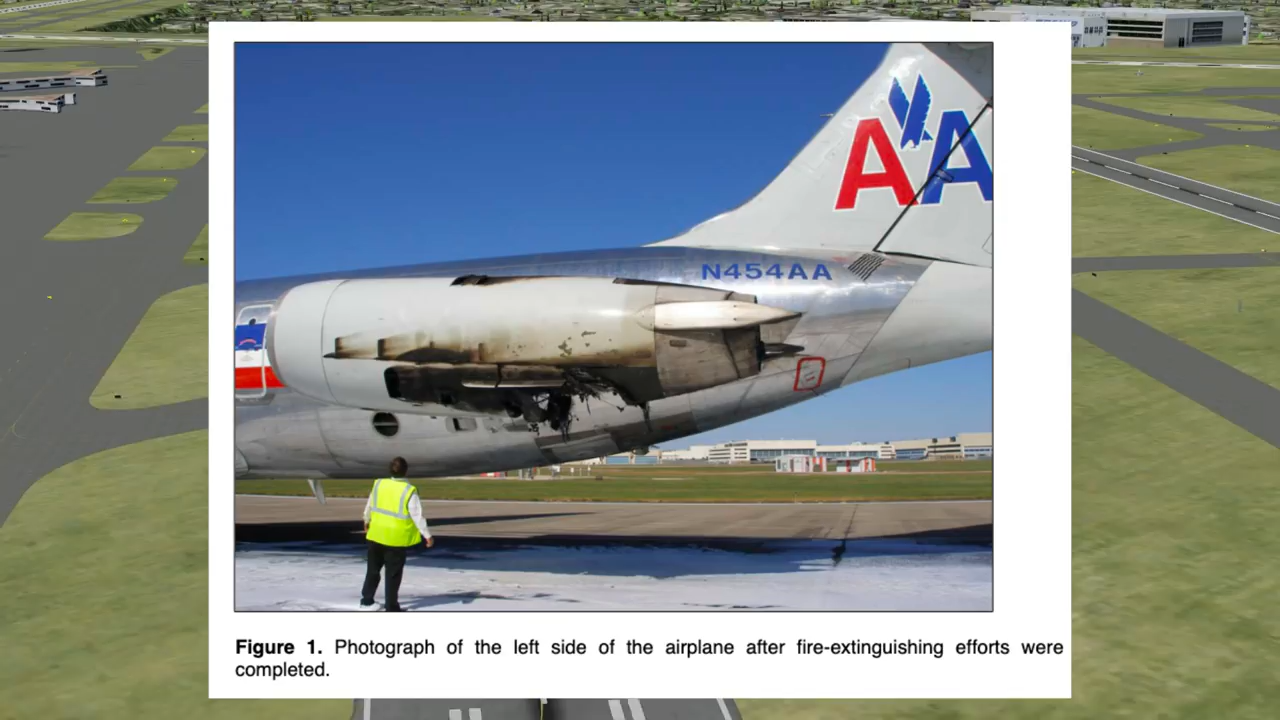 AA
N454AA
Figure 1. Photograph of the left side of the airplane after fire-extinguishing efforts were
completed.